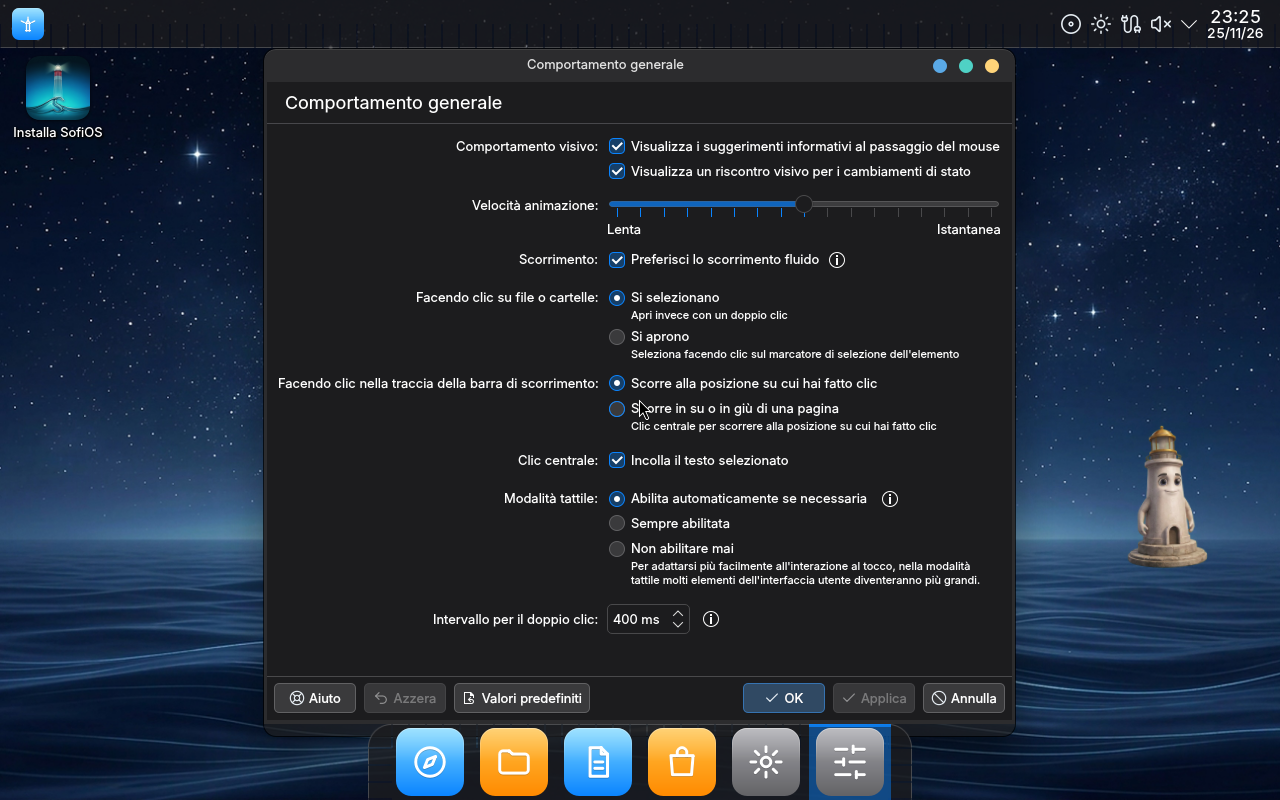 23:25
25/11/26
Installa SofiOS
Comportamento generale
Comportamento generale
Comportamento visivo:
Visualizza i suggerimenti informativi al passaggio del mouse
Visualizza un riscontro visivo per i cambiamenti di stato
Velocità animazione:
Lenta
Istantanea
Scorrimento:
Preferisci lo scorrimento fluido
Facendo clic su file o cartelle:
Si selezionano
Apri invece con un doppio clic
Si aprono
Seleziona facendo clic sul marcatore di selezione dell'elemento
Facendo clic nella traccia della barra di scorrimento:
Scorre alla posizione su cui hai fatto clic
Scorre in su o in giù di una pagina
Clic centrale per scorrere alla posizione su cui hai fatto clic
Clic centrale:
Incolla il testo selezionato
Modalità tattile:
Abilita automaticamente se necessaria
Sempre abilitata
Non abilitare mai
Per adattarsi più facilmente all'interazione al tocco, nella modalità
tattile molti elementi dell'interfaccia utente diventeranno più grandi.
Intervallo per il doppio clic:
400 ms
Aiuto
Azzera
Valori predefiniti
OK
Applica
Annulla